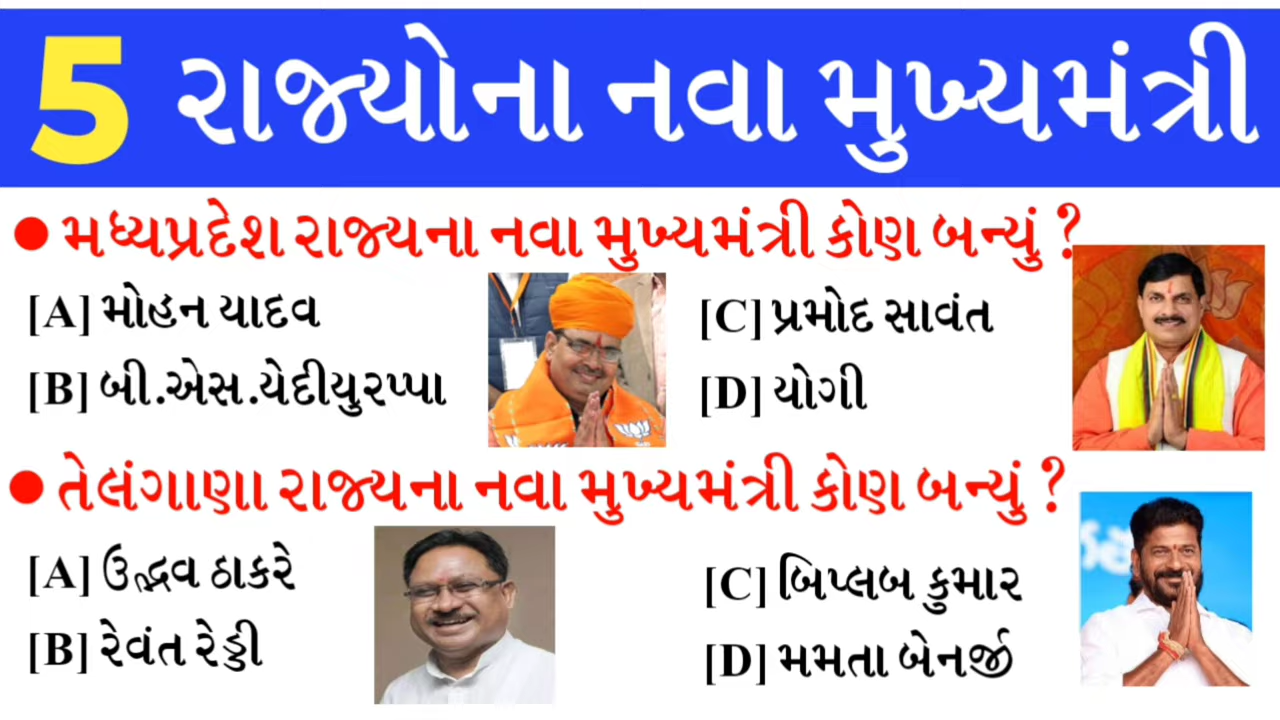 5 રાજ્યોના નવા મુખ્યમંત્રી
● મધ્યપ્રદેશ રાજ્યના નવા મુખ્યમંત્રી કોણ બન્યું ?
[A] મોહન યાદવ
[C] પ્રમોદ સાવંત
[B] બી.એસ.યેદીયુરપ્પા
[D] યોગી
● તેલંગાણા રાજ્યના નવા મુખ્યમંત્રી કોણ બન્યું ?
[A] ઉદ્ભવ ઠાકરે
[C] બિપ્લબ કુમાર
[B] રેવંત રેડ્ડી
[D] મમતા બેનર્જી